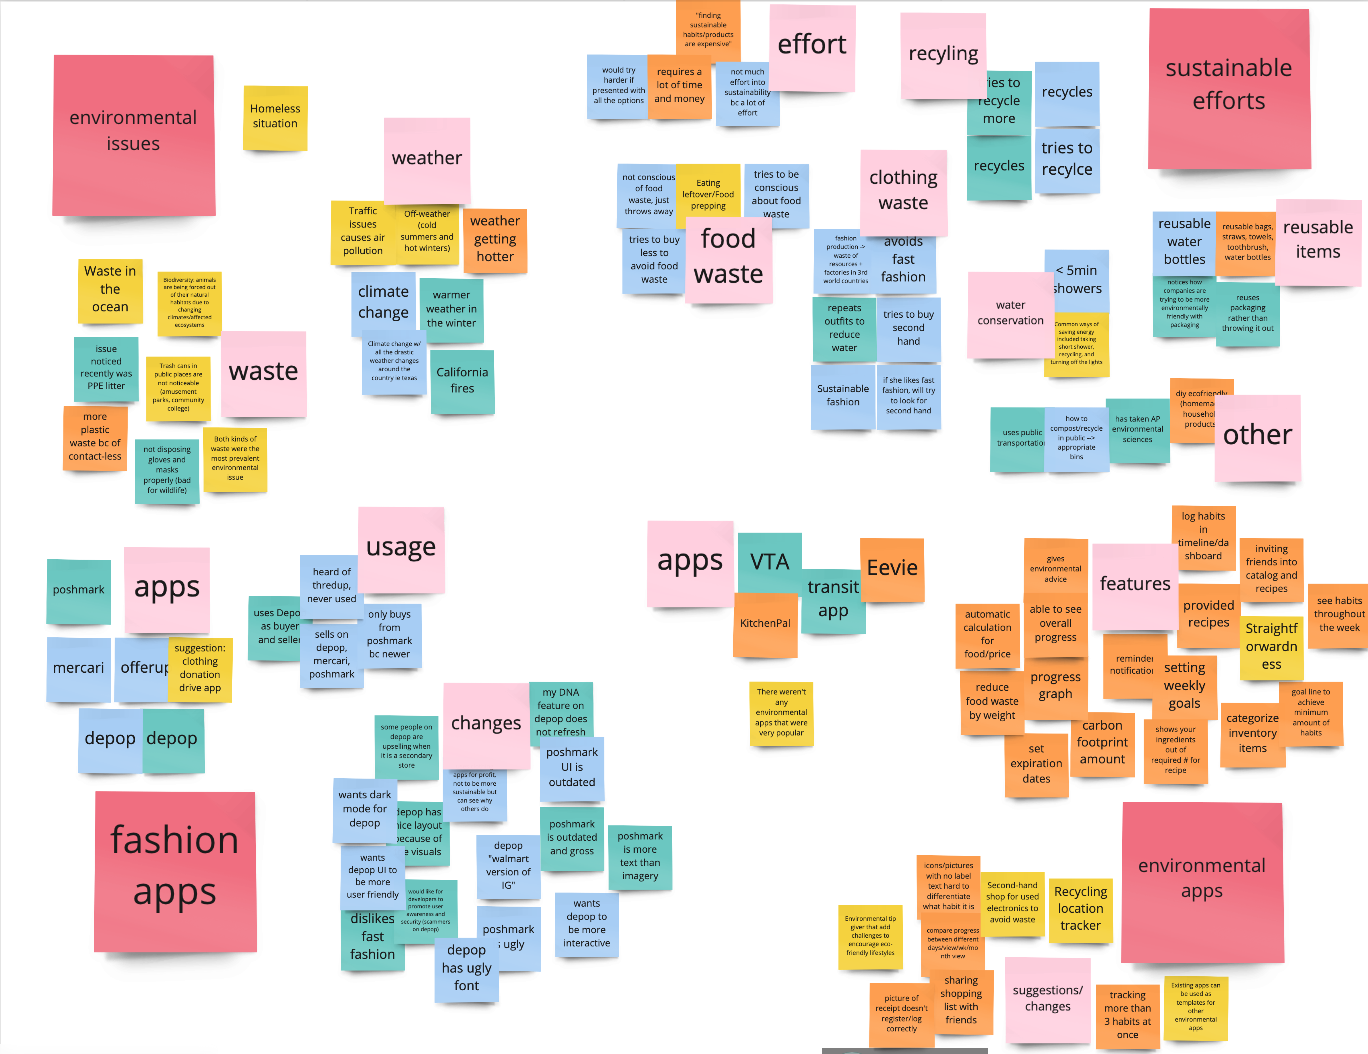 environmental
issues
Homeless
situation
weather
Traffic
issues
causes air
pollution
Off-weather
(cold
summers and
hot winters)
weather
getting
hotter
climate
change
warmer
weather in
the winter
Climate change w/
all the drastic
weather changes
around the
country ie texas
California
fires
Waste in
the
ocean
Biodiversity: animals
are being forced out
of their natural
habitats due to
changing
climates/affected
ecosystems
issue
noticed
recently was
PPE litter
Trash cans in
public places are
not noticeable
(amusement
parks, community
college)
waste
more
plastic
waste bc of
contact-less
not disposing
gloves and
masks
properly (bad
for wildlife)
Both kinds of
waste were the
most prevalent
environmental
issue
"finding
sustainable
habits/products
are expensive"
effort
would try
harder if
presented with
all the options
requires a
lot of time
and money
not much
effort into
sustainability
bc a lot of
effort
recyling
ries to
recycle
more
recycles
recycles
tries to
recylce
sustainable
efforts
not conscious
of food
waste, just
throws away
Eating
leftover/Food
prepping
tries to be
conscious
about food
waste
tries to buy
less to
avoid food
waste
food
waste
clothing
waste
fashion
production ->
waste of
resources +
factories in 3rd
world countries
avoids
fast
fashion
repeats
outfits to
reduce
water
tries to buy
second
hand
Sustainable
fashion
if she likes fast
fashion, will try
to look for
second hand
reusable
water
bottles
reusable bags,
straws, towels,
toothbrush,
water bottles
reusable
items
notices how
companies are
trying to be more
environmentally
friendly with
packaging
reuses
packaging
rather than
throwing it out
water
conservation
< 5min
showers
Common ways of
saving energy
included taking
short shower,
recycling, and
turning off the lights
uses public
transportatio
how to
compost/recycle
in public -->
appropriate
bins
has taken AP
environmental
sciences
diy ecofriendly
(homema
househol
products
other
poshmark
apps
mercari
offerup
suggestion:
clothing
donation
drive app
depop
depop
fashion
apps
usage
heard of
thredup,
never used
uses Depo
as buyer
and selle
sells on
depop,
mercari,
poshmark
only buys
from
poshmark
bc newer
changes
my DNA
feature on
depop does
not refresh
some people on
depop are
upselling when
it is a secondary
store
apps for profit,
not to be more
sustainable but
can see why
others do
poshmark
UI is
outdated
wants dark
mode for
depop
depop has
nice layout
because of
visuals
depop
"walmart
version of
IG"
poshmark
is outdated
and gross
poshmark
is more
text than
imagery
wants
depop UI to
be more
user friendly
would like for
developers to
promote user
awareness and
security (scammers
on depop)
dislikes
fast
fashion
poshmark
ugly
wants
depop to
be more
interactive
depop
has ugly
font
apps
VTA
transit
app
Eevie
KitchenPal
There weren't
any
environmental
apps that were
very popular
log habits
in
timeline/da
shboard
gives
environmental
advice
features
inviting
friends into
catalog and
recipes
automatic
calculation
for
food/price
able to see
overall
progress
provided
recipes
see habits
throughout
the week
Straightf
orwardn
ess
reminder
notification
setting
weekly
goals
reduce
food waste
by weight
progress
graph
goal line to
achieve
minimum
amount of
habits
carbon
footprint
amount
shows your
ingredients
out of
required # for
recipe
categorize
inventory
items
set
expiration
dates
environmental
apps
icons/pictures
with no label
text hard to
differentiate
what habit it is
Second-hand
shop for used
electronics to
avoid waste
Recycling
location
tracker
Environmental tip
giver that add
challenges to
encourage eco-
friendly lifestyles
compare progress
between different
days/view/wk/mo
nth view
picture of
receipt doesn't
register/log
correctly
sharing
shopping
list with
friends
suggestions/
changes
tracking
more than
3 habits at
once
Existing apps can
be used as
templates for
other
environmental
apps